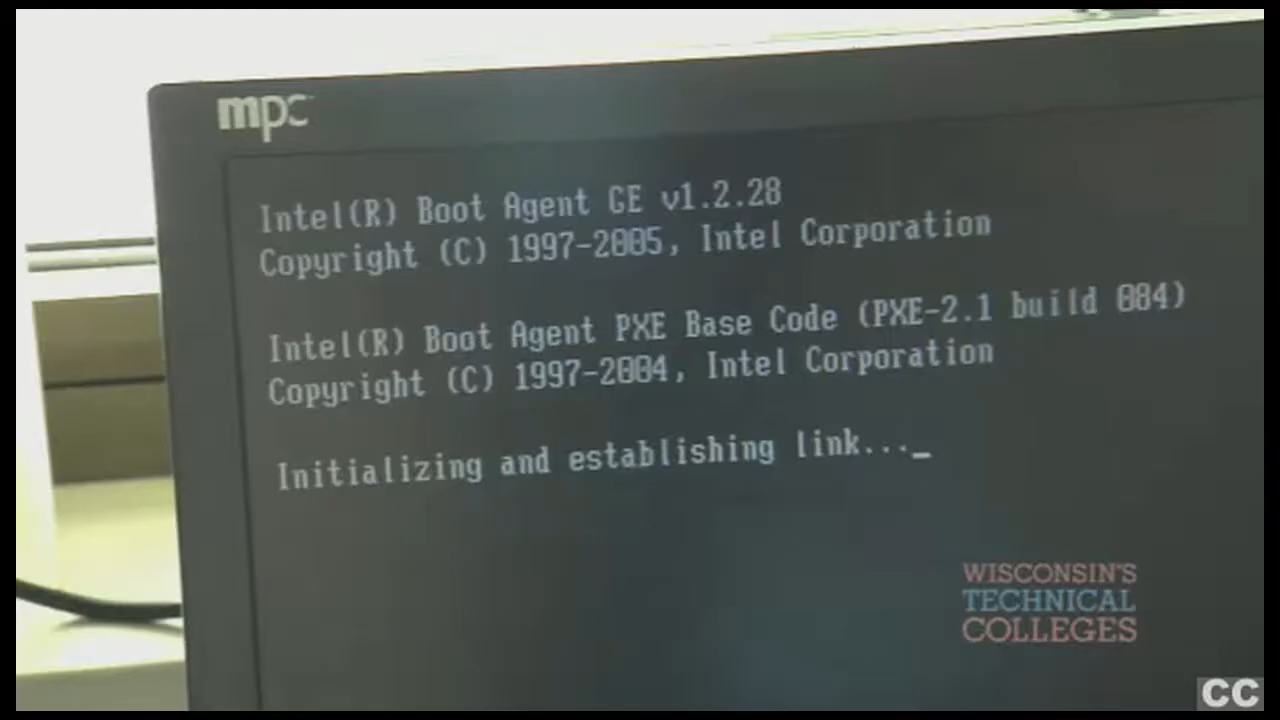 mpc
Intel(R) Boot Agent GE v1.2.28
Copyright (C) 1997-2005, Intel Corporation
Intel(R) Boot Agent PXE Base Code (PXE-2.1 build 084)
Copyright (C) 1997-2004, Intel Corporation
Initializing and establishing link..._
WISCONSIN'S
TECHNICAL
COLLEGES
CC